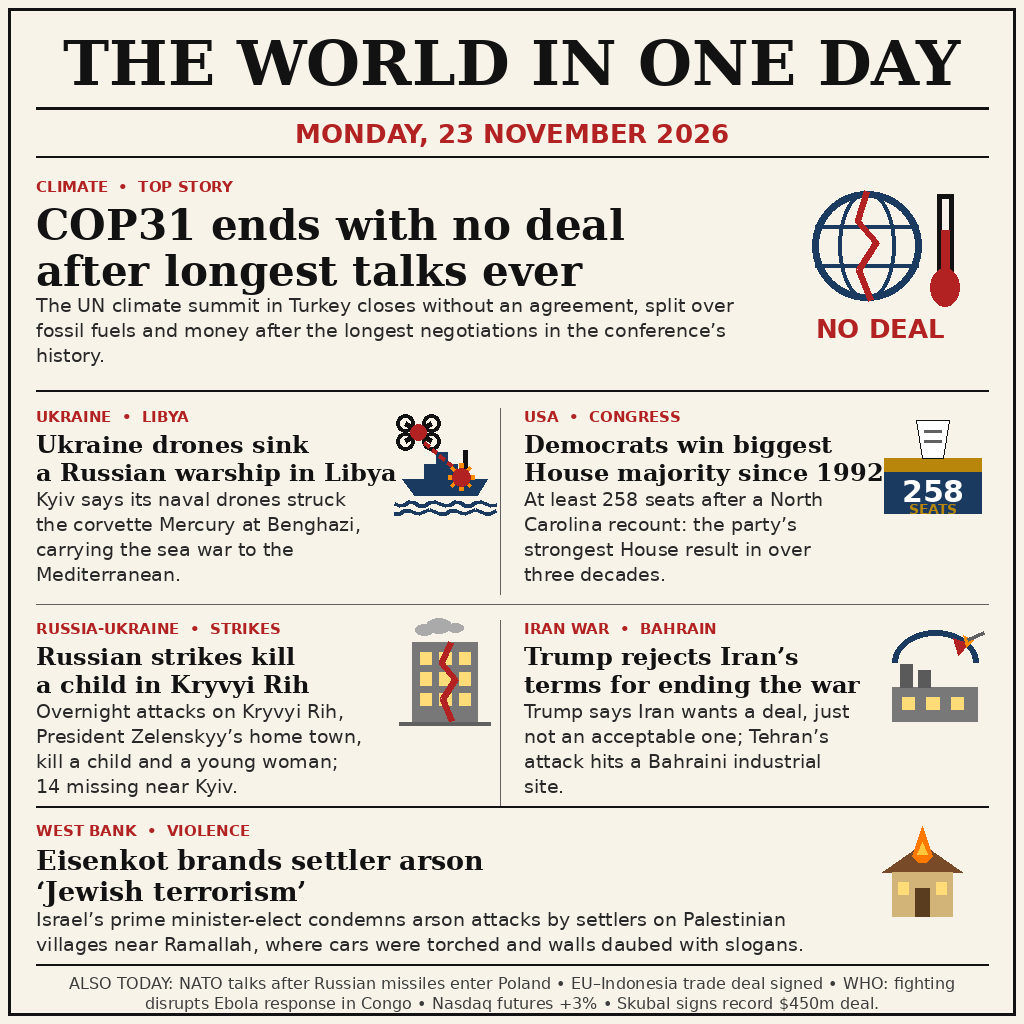 THE WORLD IN ONE DAY
MONDAY, 23 NOVEMBER 2026
CLIMATE • TOP STORY
COP31 ends with no deal
after longest talks ever
The UN climate summit in Turkey closes without an agreement, split over
fossil fuels and money after the longest negotiations in the conference’s
history.
NO DEAL
UKRAINE • LIBYA
Ukraine drones sink
a Russian warship in Libya
Kyiv says its naval drones struck
the corvette Mercury at Benghazi,
carrying the sea war to the
Mediterranean.
USA • CONGRESS
Democrats win biggest
House majority since 1992
At least 258 seats after a North
Carolina recount: the party’s
strongest House result in over
three decades.
258
SEATS
RUSSIA-UKRAINE • STRIKES
Russian strikes kill
a child in Kryvyi Rih
Overnight attacks on Kryvyi Rih,
President Zelenskyy’s home town,
kill a child and a young woman;
14 missing near Kyiv.
IRAN WAR • BAHRAIN
Trump rejects Iran’s
terms for ending the war
Trump says Iran wants a deal, just
not an acceptable one; Tehran’s
attack hits a Bahraini industrial
site.
WEST BANK • VIOLENCE
Eisenkot brands settler arson
‘Jewish terrorism’
Israel’s prime minister-elect condemns arson attacks by settlers on Palestinian
villages near Ramallah, where cars were torched and walls daubed with slogans.
ALSO TODAY: NATO talks after Russian missiles enter Poland • EU–Indonesia trade deal signed • WHO: fighting
disrupts Ebola response in Congo • Nasdaq futures +3% • Skubal signs record $450m deal.